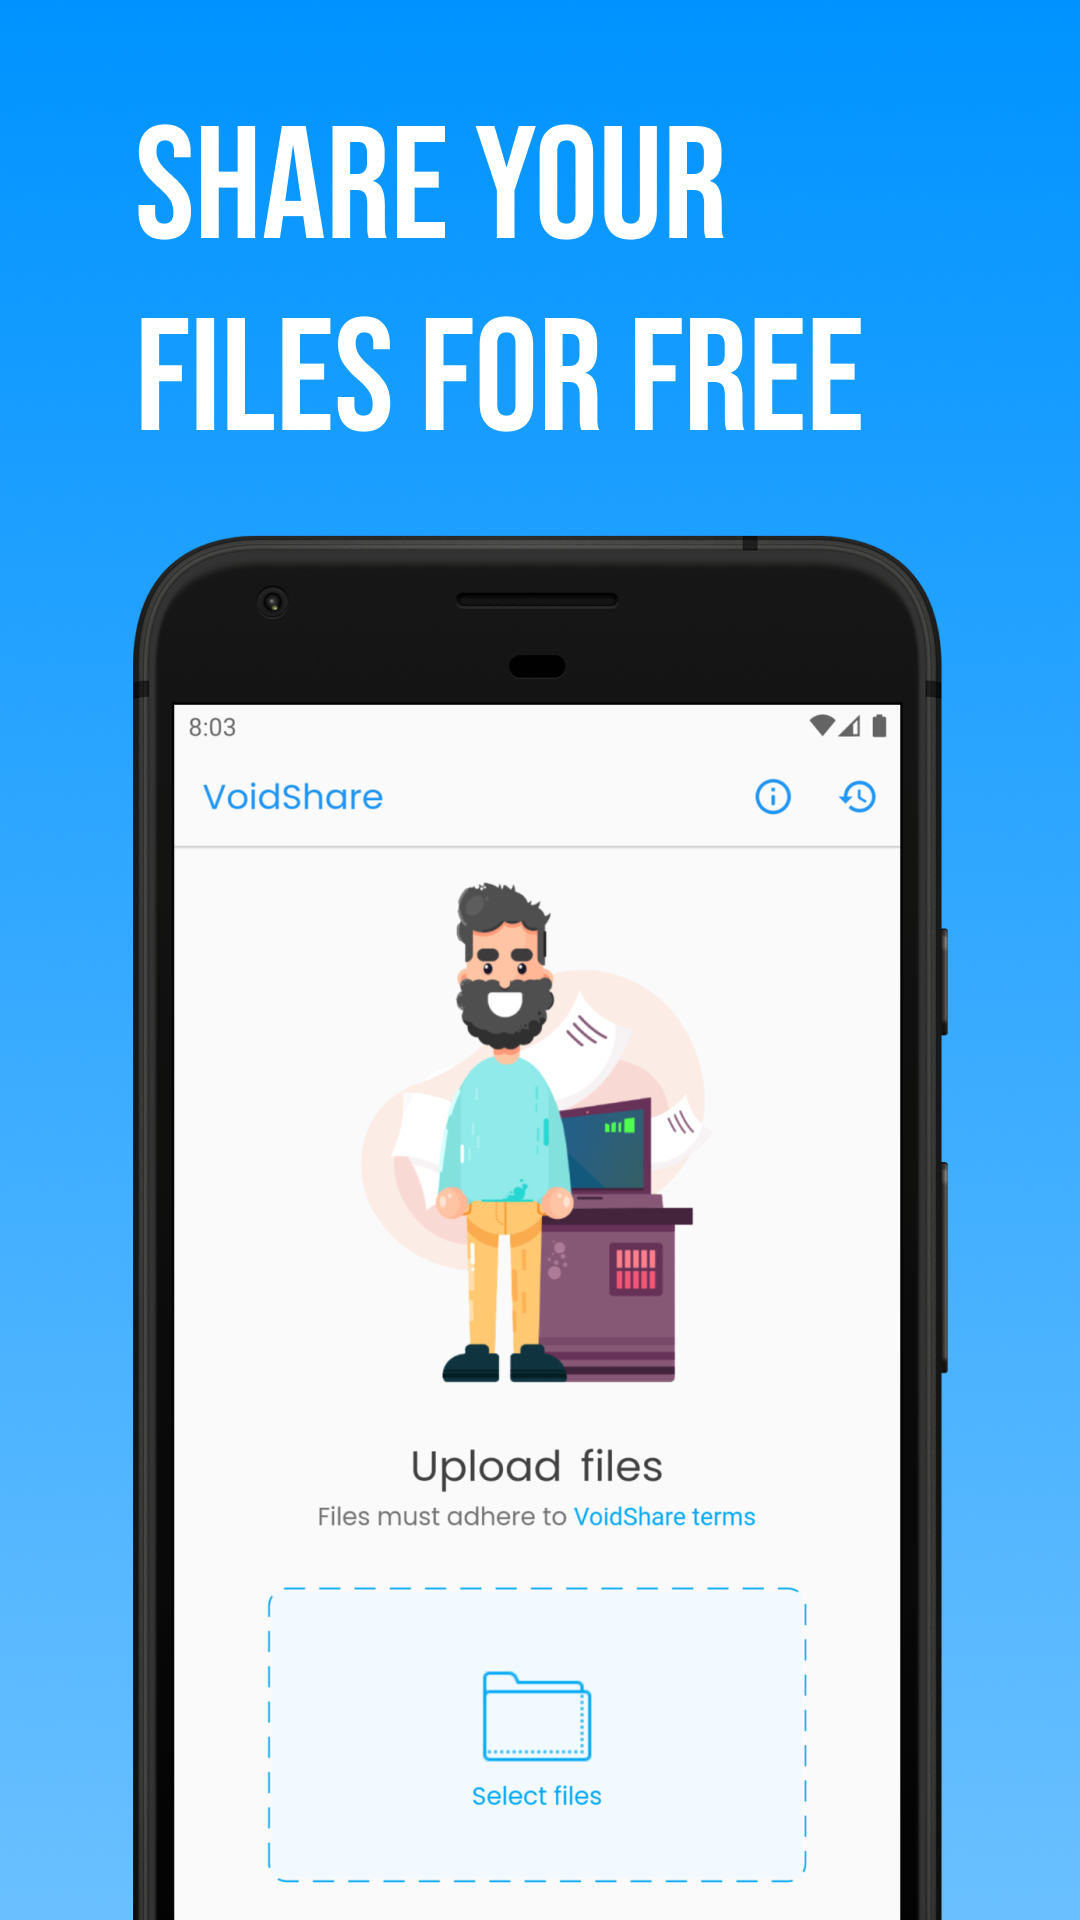 SHARE YOUR
FILES FOR FREE
8:03
VoidShare
Upload files
Files must adhere to VoidShare terms
Select files